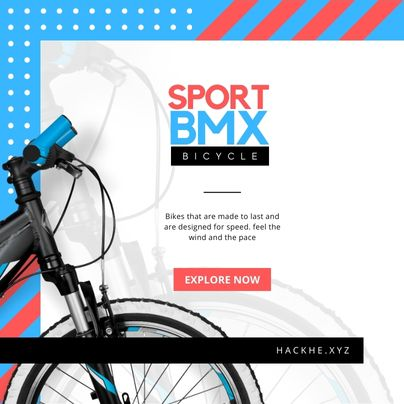 SPORT
BMX
BICYCLE
Bikes that are made to last and
are designed for speed. feel the
wind and the pace
EXPLORE NOW
HACKHE.XYZ